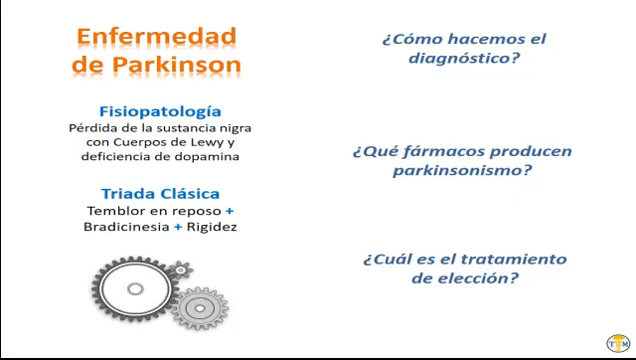 Enfermedad
de Parkinson
Fisiopatología
Pérdida de la sustancia nigra
con Cuerpos de Lewy y
deficiencia de dopamina
Triada Clásica
Temblor en reposo +
Bradicinesia + Rigidez
¿Cómo hacemos el
diagnóstico?
¿Qué fármacos producen
parkinsonismo?
¿Cuál es el tratamiento
de elección?
T M